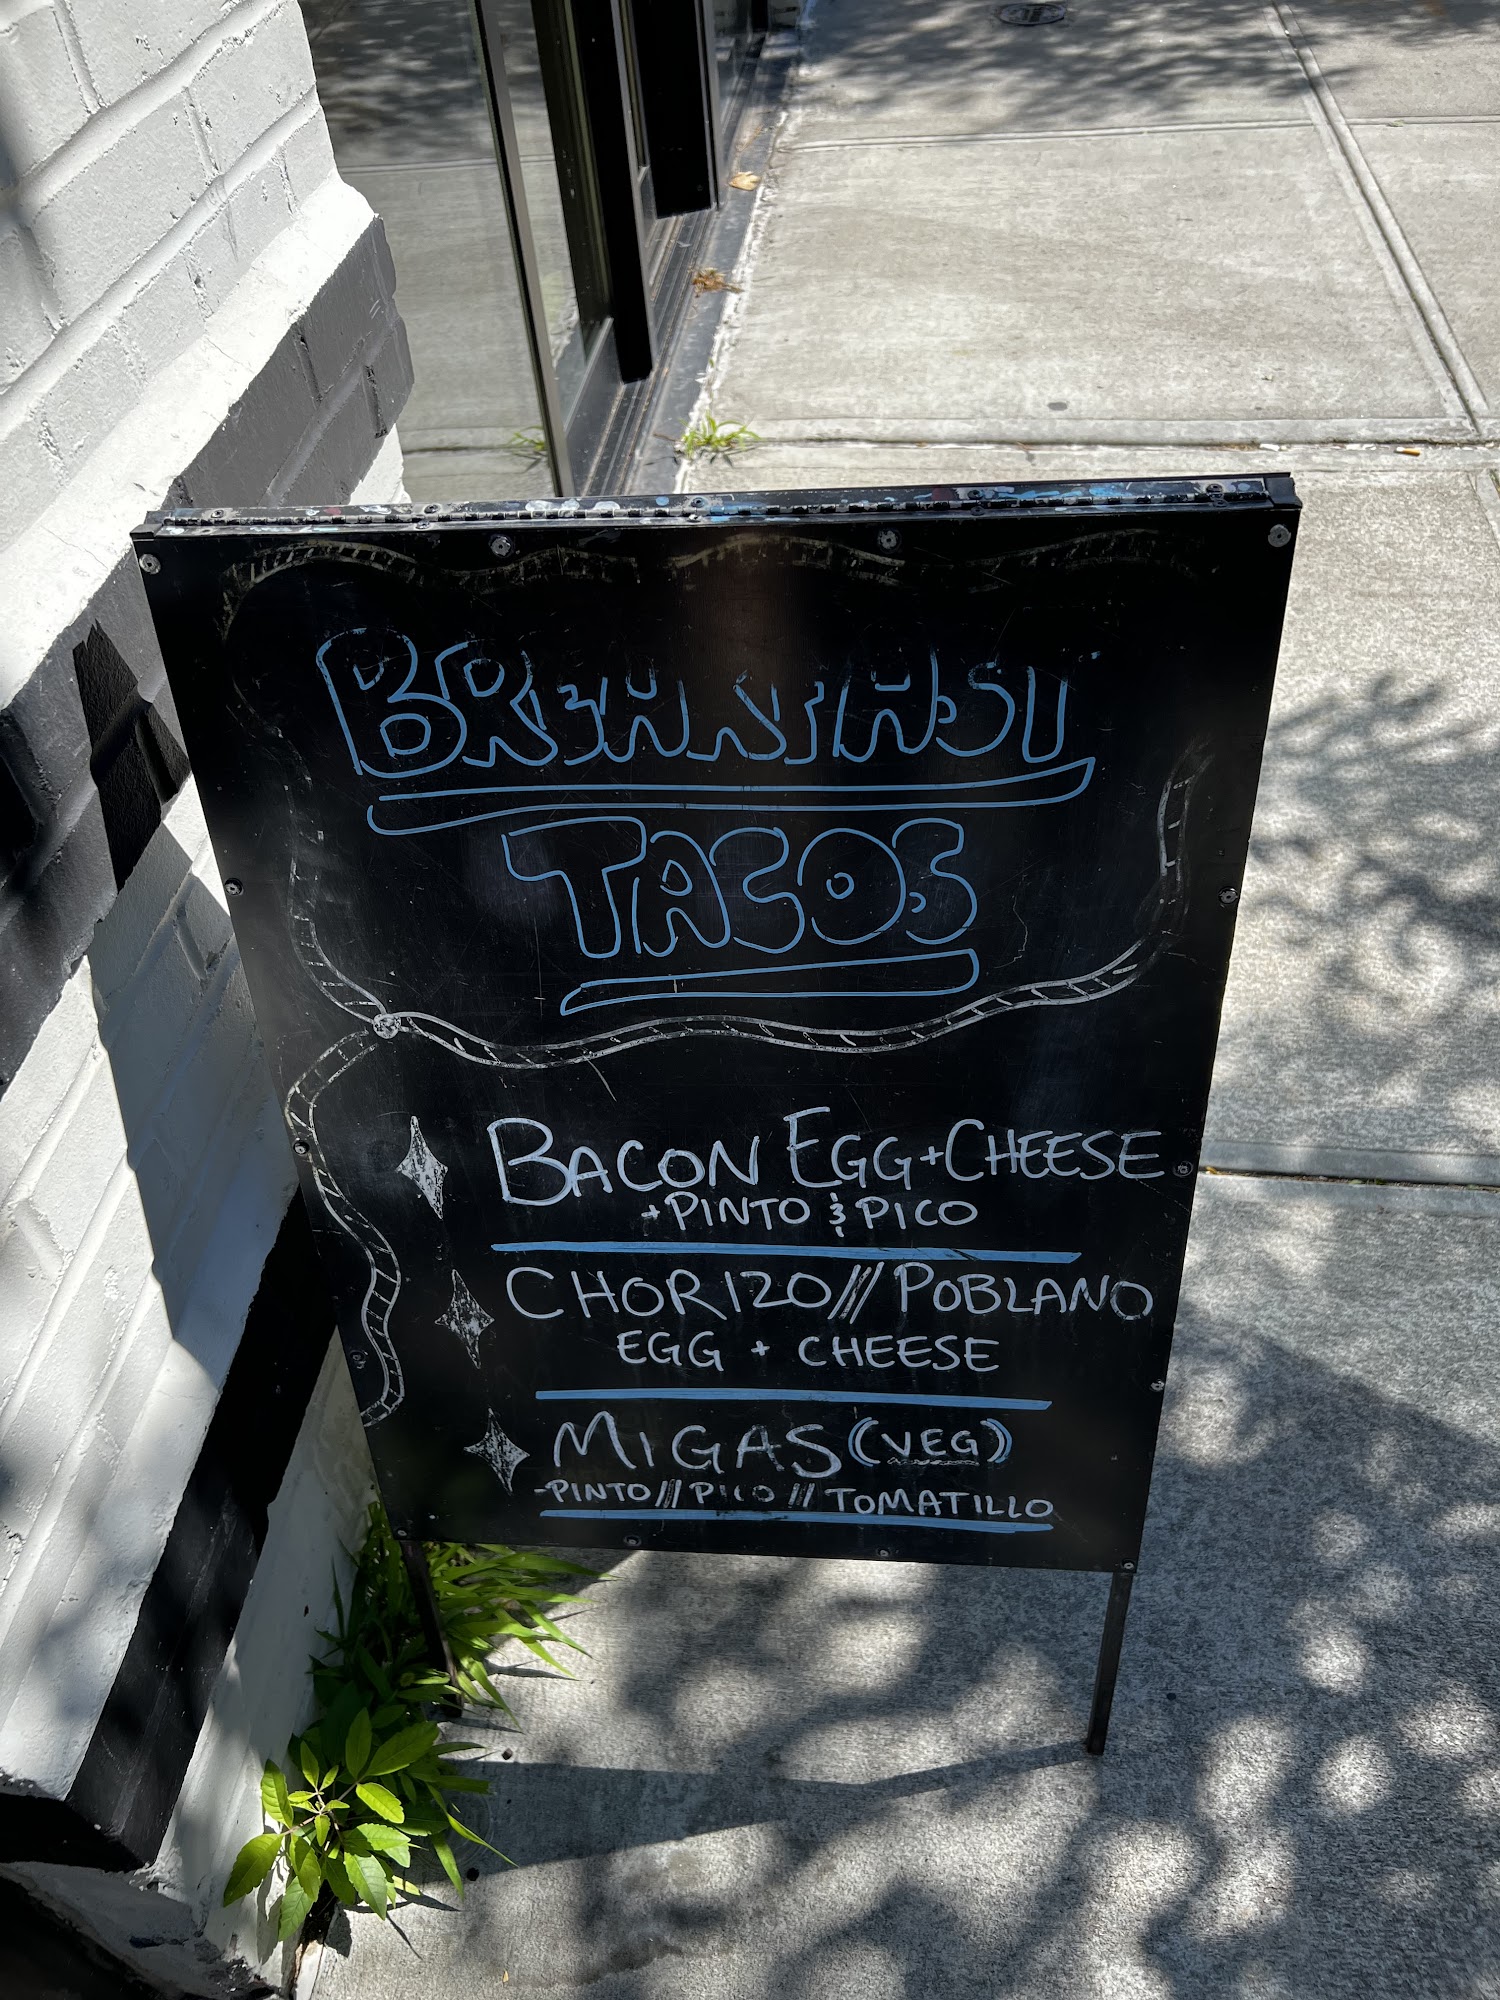 BREAKFAST
TACOS
BACON EGG + CHEESE
+ PINTO & PICO
CHORIZO /// POBLANO
EGG + CHEESE
MIGAS (VEG)
- PINTO /// PICO /// TOMATILLO